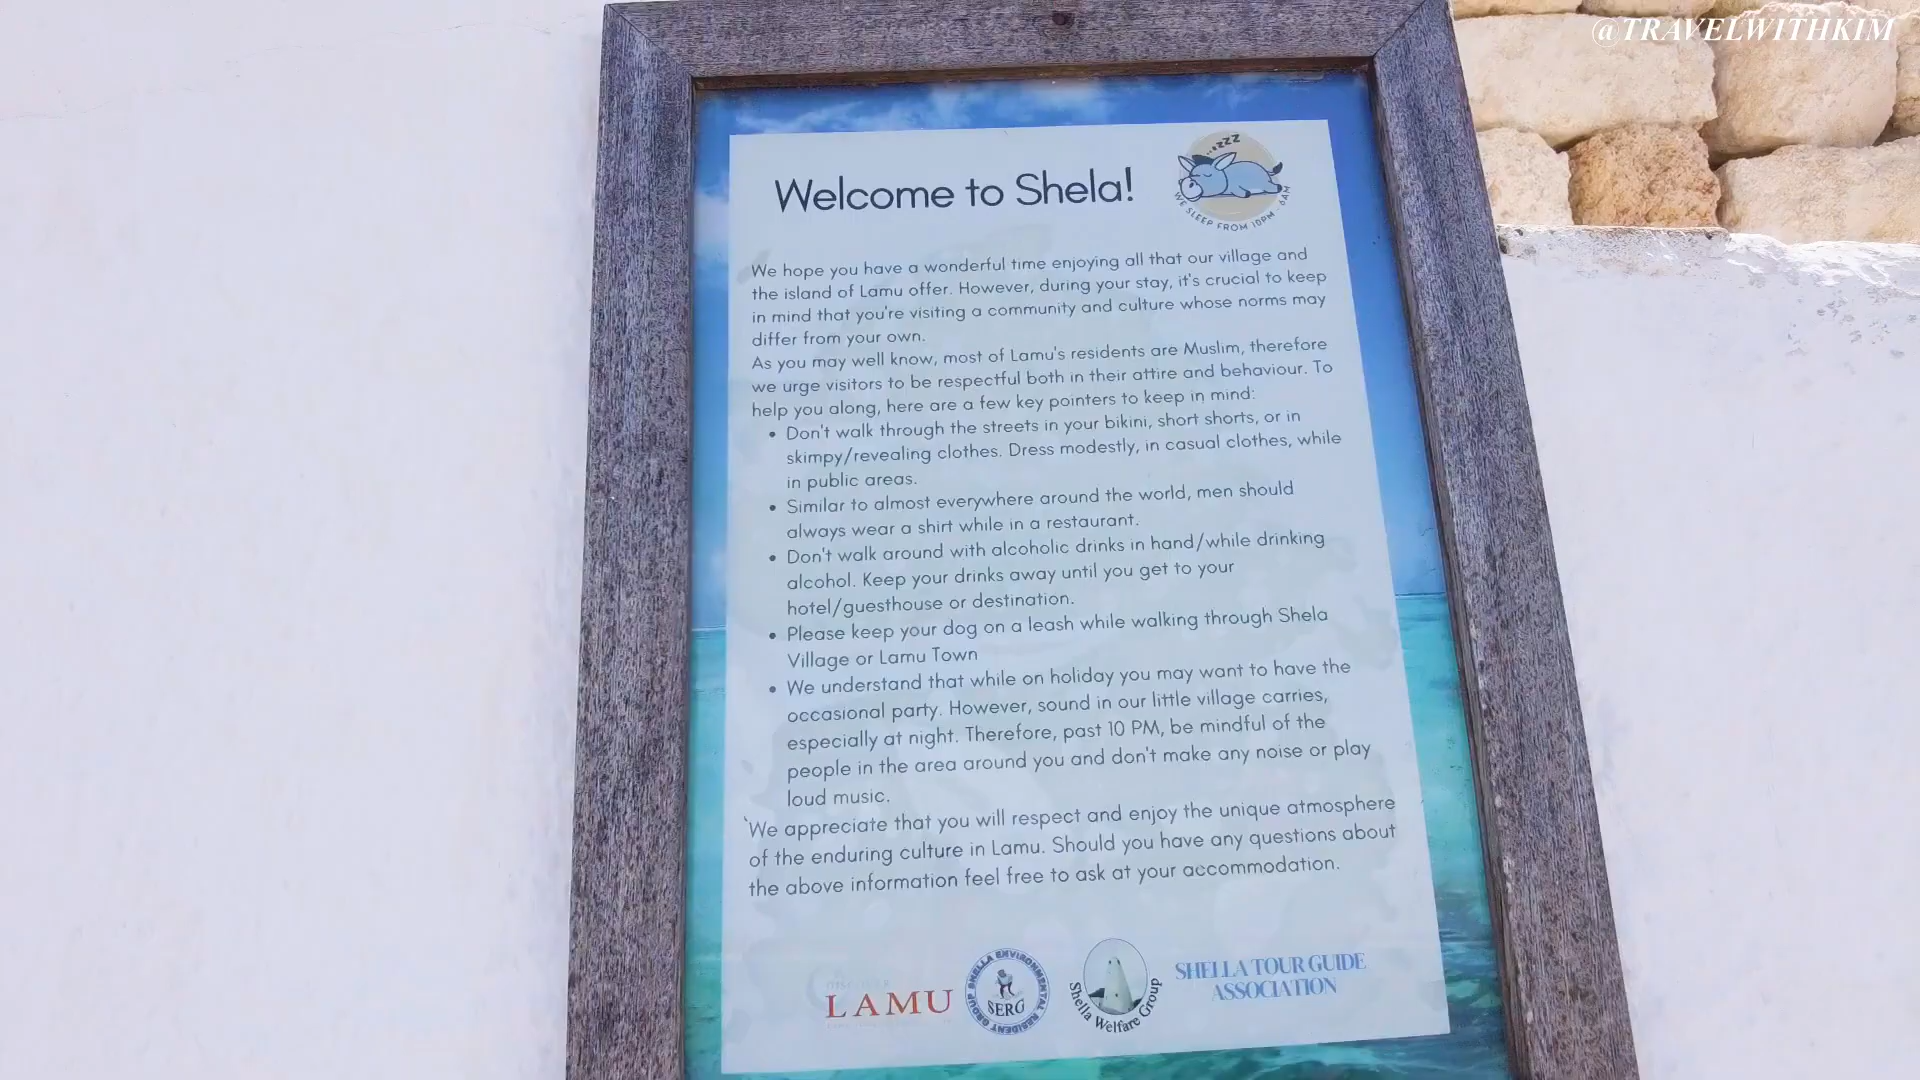 @TRAVELWITHKIM
zzz
WE SLEEP FROM 10PM - 6AM
Welcome to Shela!
We hope you have a wonderful time enjoying all that our village and
the island of Lamu offer. However, during your stay, it's crucial to keep
in mind that you're visiting a community and culture whose norms may
differ from your own.
As you may well know, most of Lamu's residents are Muslim, therefore
we urge visitors to be respectful both in their attire and behaviour. To
help you along, here are a few key pointers to keep in mind:
• Don't walk through the streets in your bikini, short shorts, or in
skimpy/revealing clothes. Dress modestly, in casual clothes, while
in public areas.
• Similar to almost everywhere around the world, men should
always wear a shirt while in a restaurant.
• Don't walk around with alcoholic drinks in hand/while drinking
alcohol. Keep your drinks away until you get to your
hotel/guesthouse or destination.
• Please keep your dog on a leash while walking through Shela
Village or Lamu Town
• We understand that while on holiday you may want to have the
occasional party. However, sound in our little village carries,
especially at night. Therefore, past 10 PM, be mindful of the
people in the area around you and don't make any noise or play
loud music.
`We appreciate that you will respect and enjoy the unique atmosphere
of the enduring culture in Lamu. Should you have any questions about
the above information feel free to ask at your accommodation.
DISCOVER
LAMU
SHELLA ENVIRONMENTAL RESIDENT GROUP
SERG
Shella Welfare Group
SHELLA TOUR GUIDE
ASSOCIATION